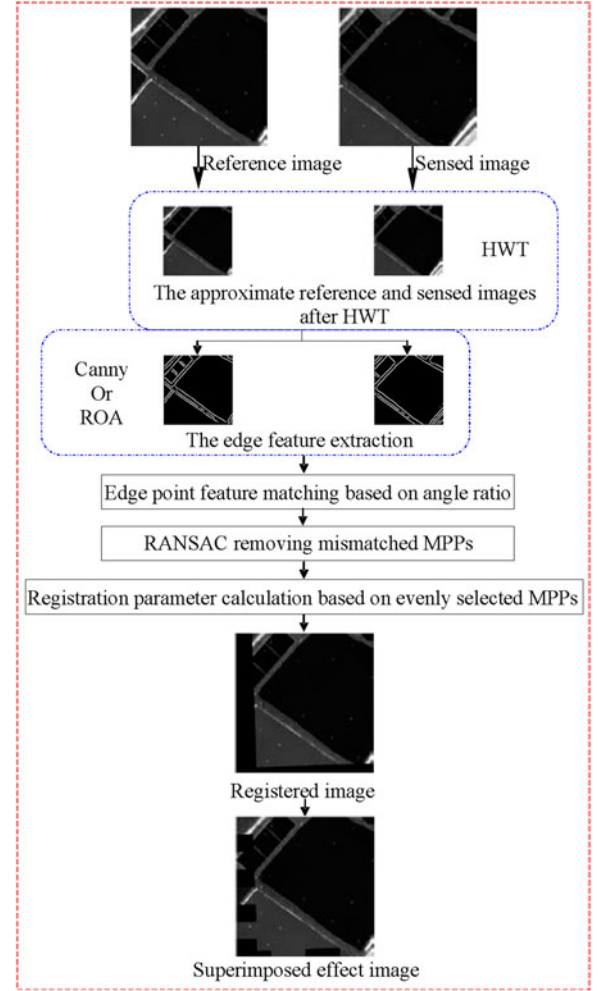 Reference image
Sensed image
HWT
The approximate reference and sensed images
after HWT
Canny
Or
ROA
The edge feature extraction
Edge point feature matching based on angle ratio
RANSAC removing mismatched MPPs
Registration parameter calculation based on evenly selected MPPs
Registered image
Superimposed effect image